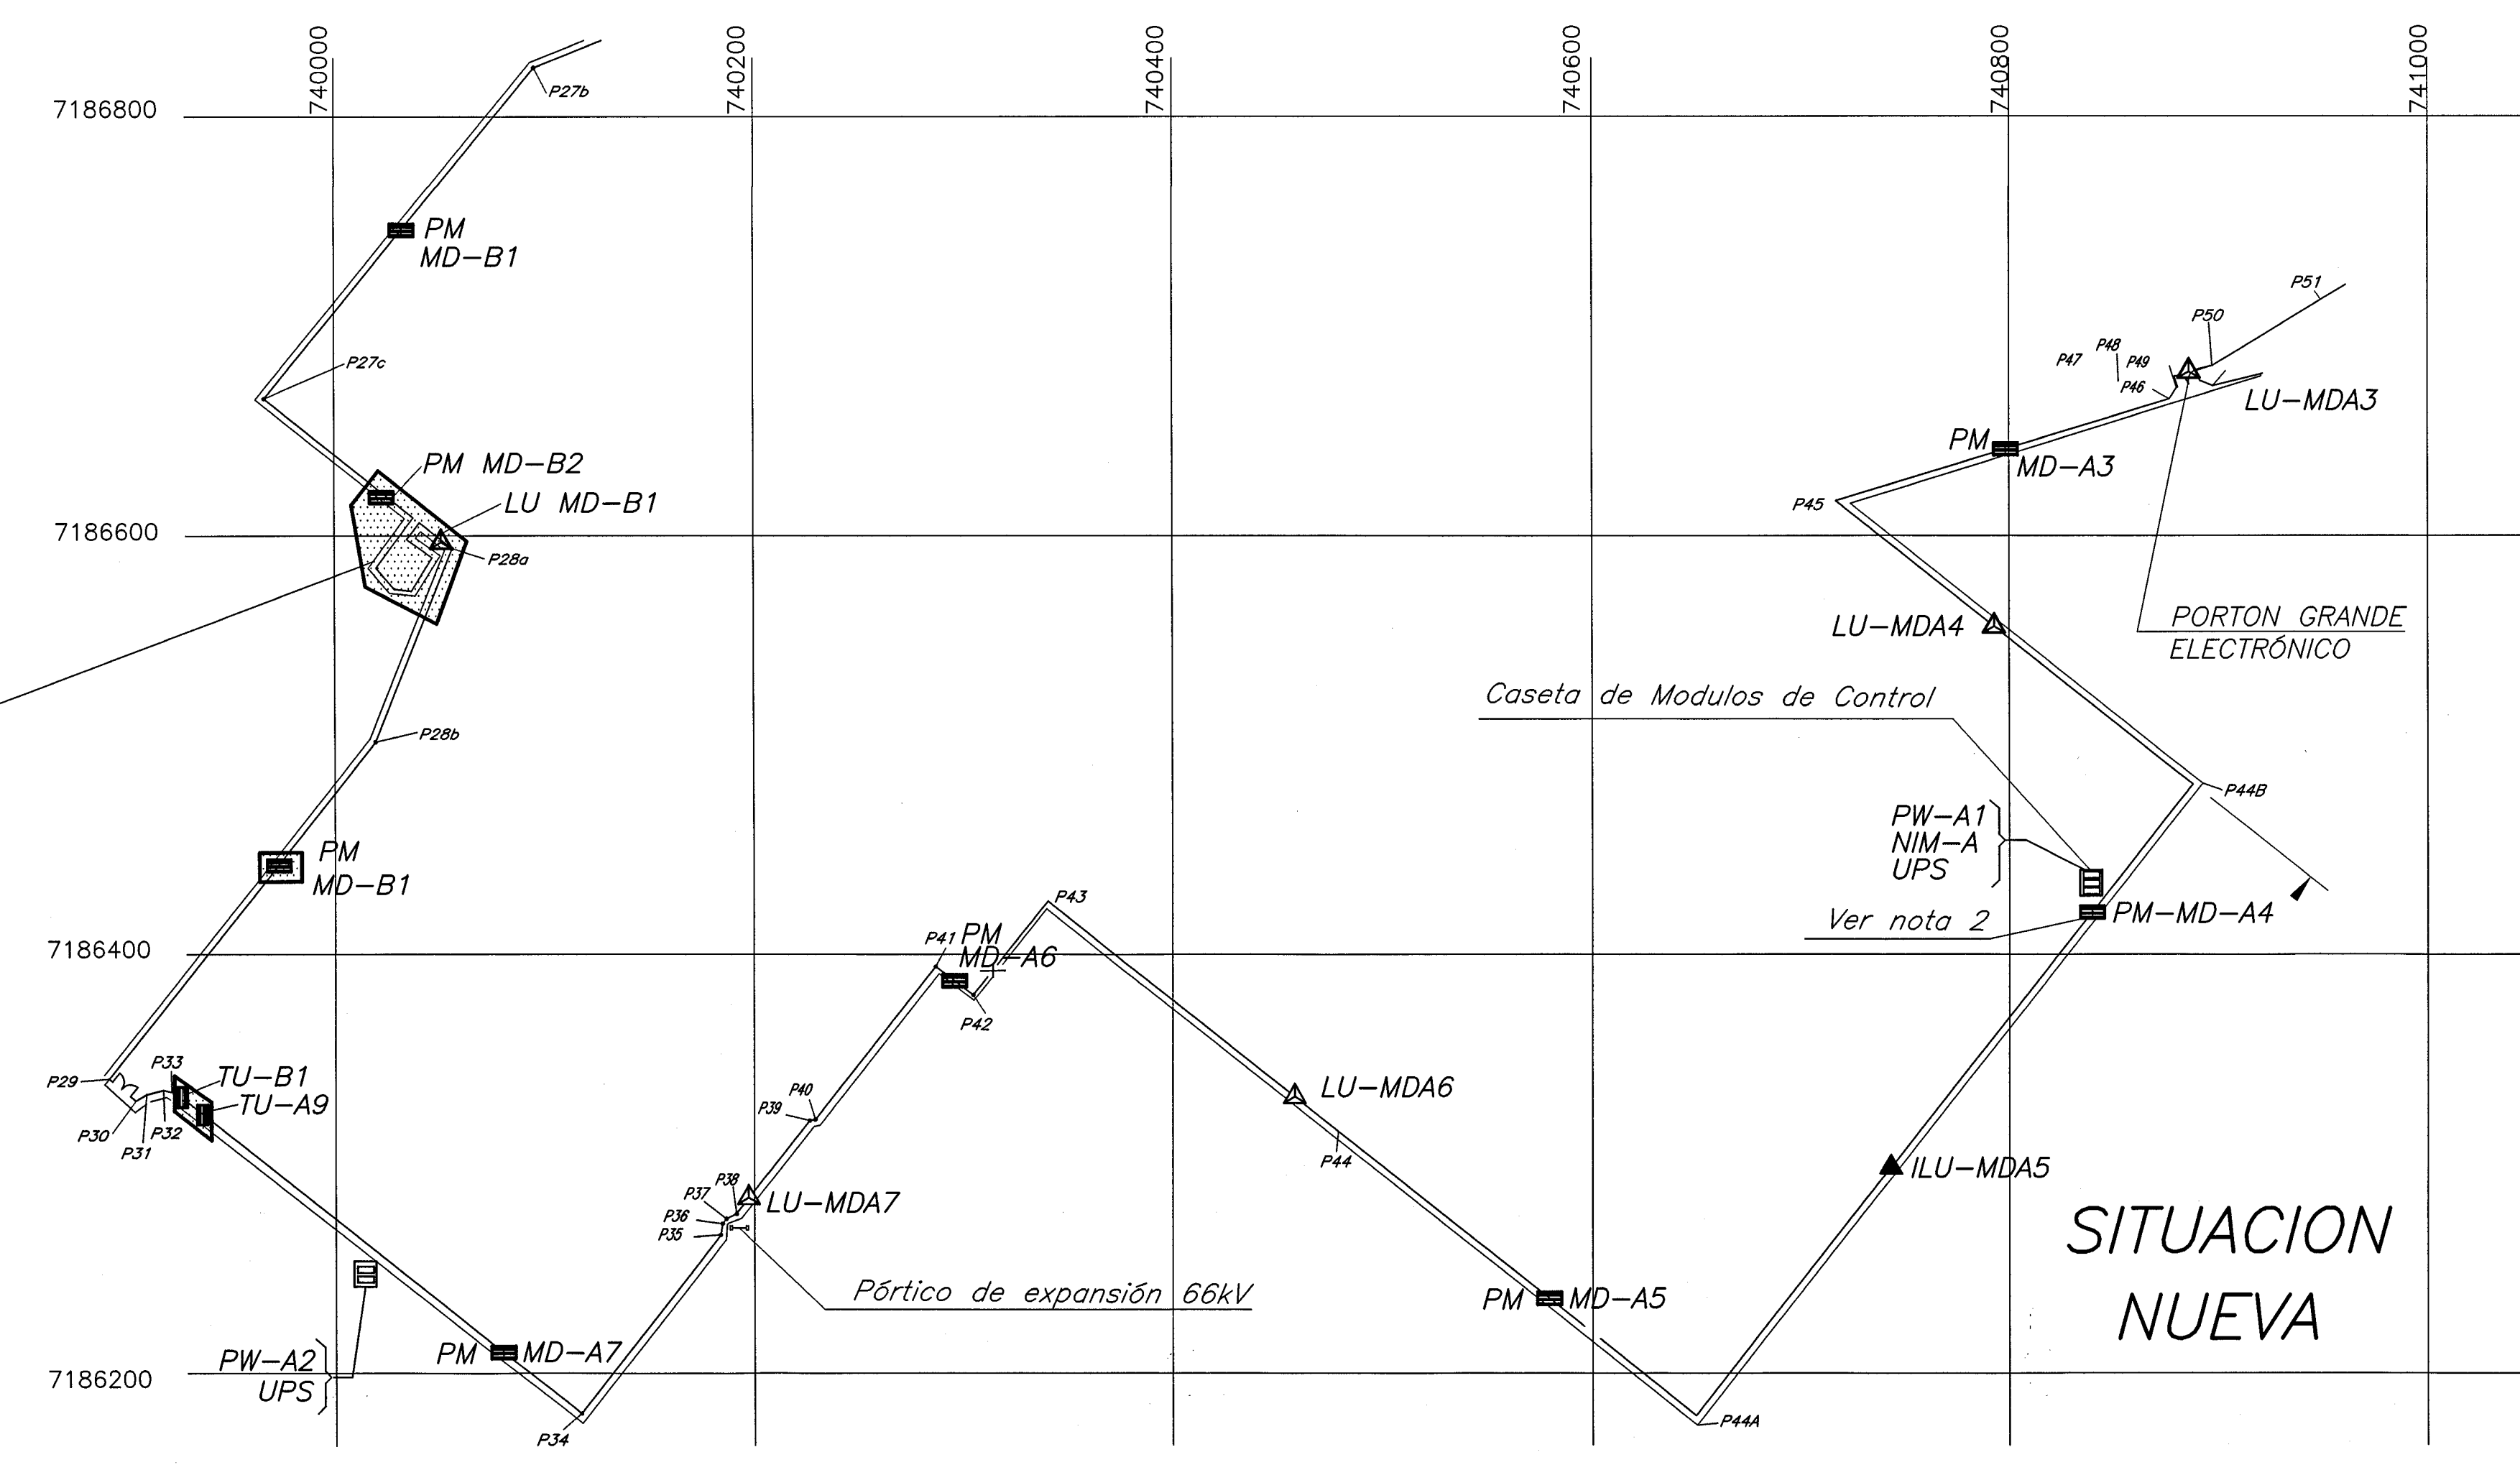 740000
740200
740400
740600
740800
741000
7186800
P27b
PM
MD-B1
P51
P50
P48
P47
P49
P46
LU-MDA3
P27c
PM
MD-A3
PM MD-B2
LU MD-B1
P45
7186600
P28a
LU-MDA4
PORTON GRANDE
ELECTRÓNICO
Caseta de Modulos de Control
P28b
P44B
PW-A1
NIM-A
UPS
PM
MD-B1
P43
Ver nota 2
PM-MD-A4
P41
PM
MD-A6
7186400
P42
P33
P29
TU-B1
TU-A9
P30
P32
P31
P40
P39
LU-MDA6
P44
ILU-MDA5
P38
P37
P36
P35
LU-MDA7
SITUACION
NUEVA
Pórtico de expansión 66kV
PM
MD-A5
PM
MD-A7
PW-A2
UPS
7186200
P34
P44A